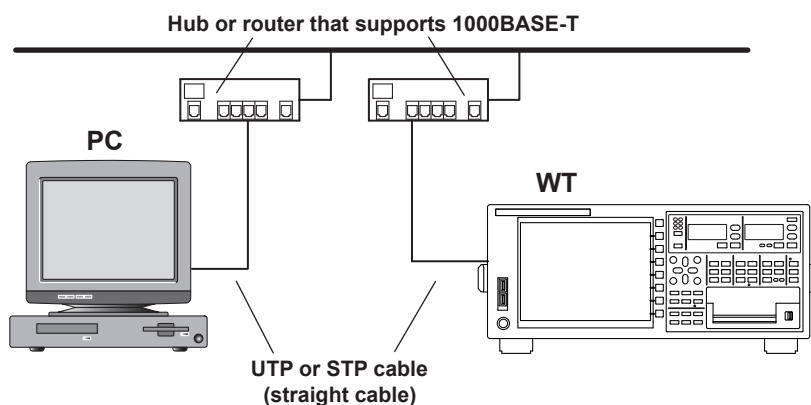 Hub or router that supports 1000BASE-T
PC
WT
UTP or STP cable
(straight cable)